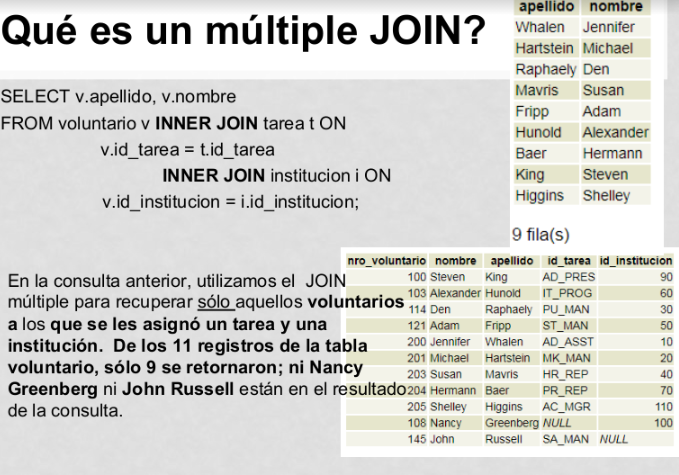 Qué es un múltiple JOIN?
SELECT v.apellido, v.nombre
FROM voluntario v INNER JOIN tarea t ON
v.id_tarea = t.id_tarea
INNER JOIN institucion i ON
v.id_institucion = i.id_institucion;
apellido nombre
Whalen Jennifer
Hartstein Michael
Raphaely Den
Mavris Susan
Fripp Adam
Hunold Alexander
Baer Hermann
King Steven
Higgins Shelley
9 fila(s)
En la consulta anterior, utilizamos el JOIN
múltiple para recuperar sólo aquellos voluntarios
a los que se les asignó un tarea y una
institución. De los 11 registros de la tabla
voluntario, sólo 9 se retornaron; ni Nancy
Greenberg ni John Russell están en el resultado
de la consulta.
nro_voluntario nombre apellido id_tarea id_institucion
100 Steven King AD_PRES 90
103 Alexander Hunold IT_PROG 60
114 Den Raphaely PU_MAN 30
121 Adam Fripp ST_MAN 50
200 Jennifer Whalen AD_ASST 10
201 Michael Hartstein MK_MAN 20
203 Susan Mavris HR_REP 40
204 Hermann Baer PR_REP 70
205 Shelley Higgins AC_MGR 110
108 Nancy Greenberg NULL 100
145 John Russell SA_MAN NULL